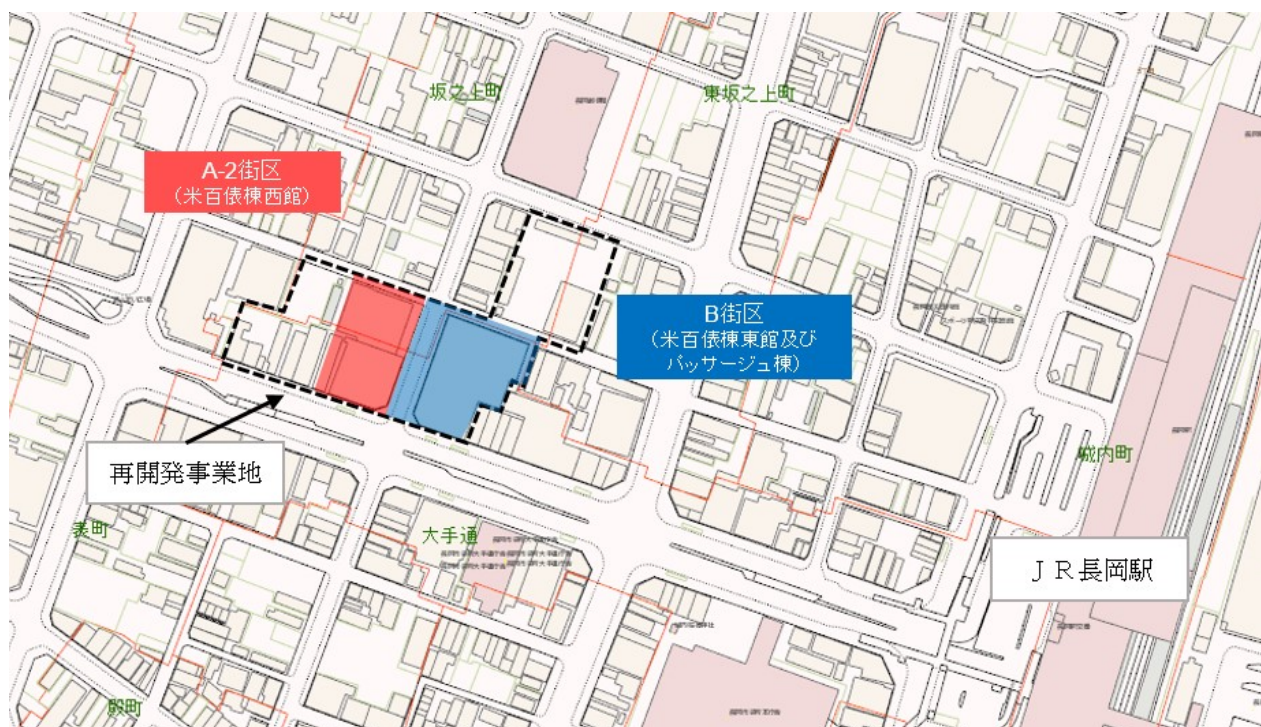 坂之上町
東坂之上町
A-2街区
（米百俵棟西館）
B街区
（米百俵棟東館及び
パッサージュ棟）
再開発事業地
城内町
表町
大手通
ＪＲ長岡駅
殿町